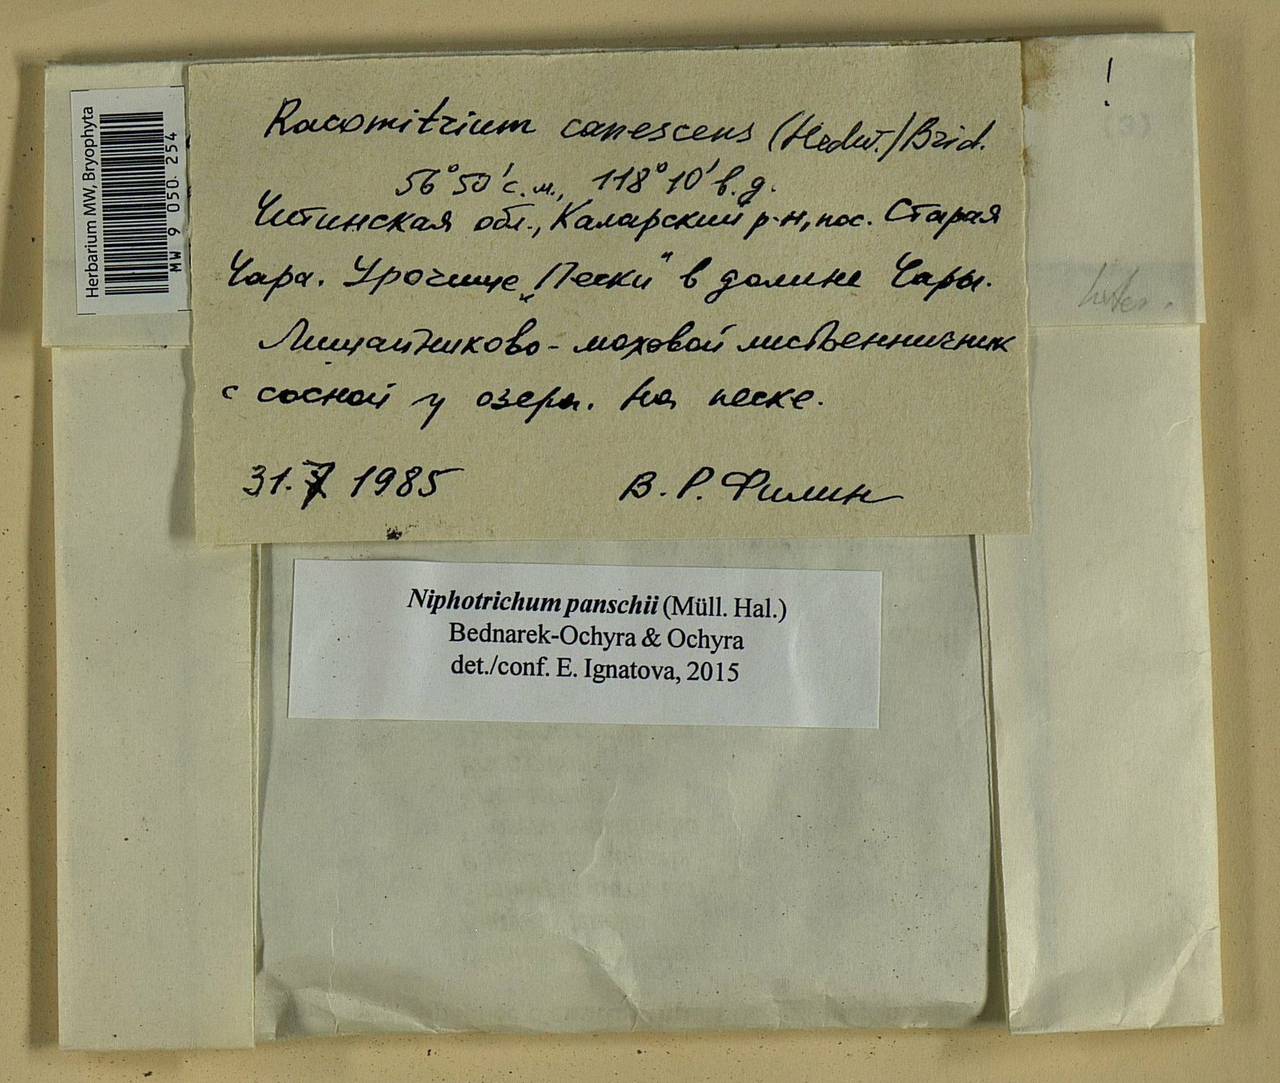 Herbarium MW, Bryophyta
MW 9 050 254
!
(3)
Racomitrium canescens (Hedw.) Brid.
56°50' с.ш., 118°10' в.д.
Читинская обл., Каларский р-н, пос. Старая
Чара. Урочище „Пески" в долине Чары.
Лишайниково-моховой лиственничник
с сосной у озера. На песке.
31.7 1985 В. Р. Филин
Niphotrichum panschii (Müll. Hal.)
Bednarek-Ochyra & Ochyra
det./conf. E. Ignatova, 2015